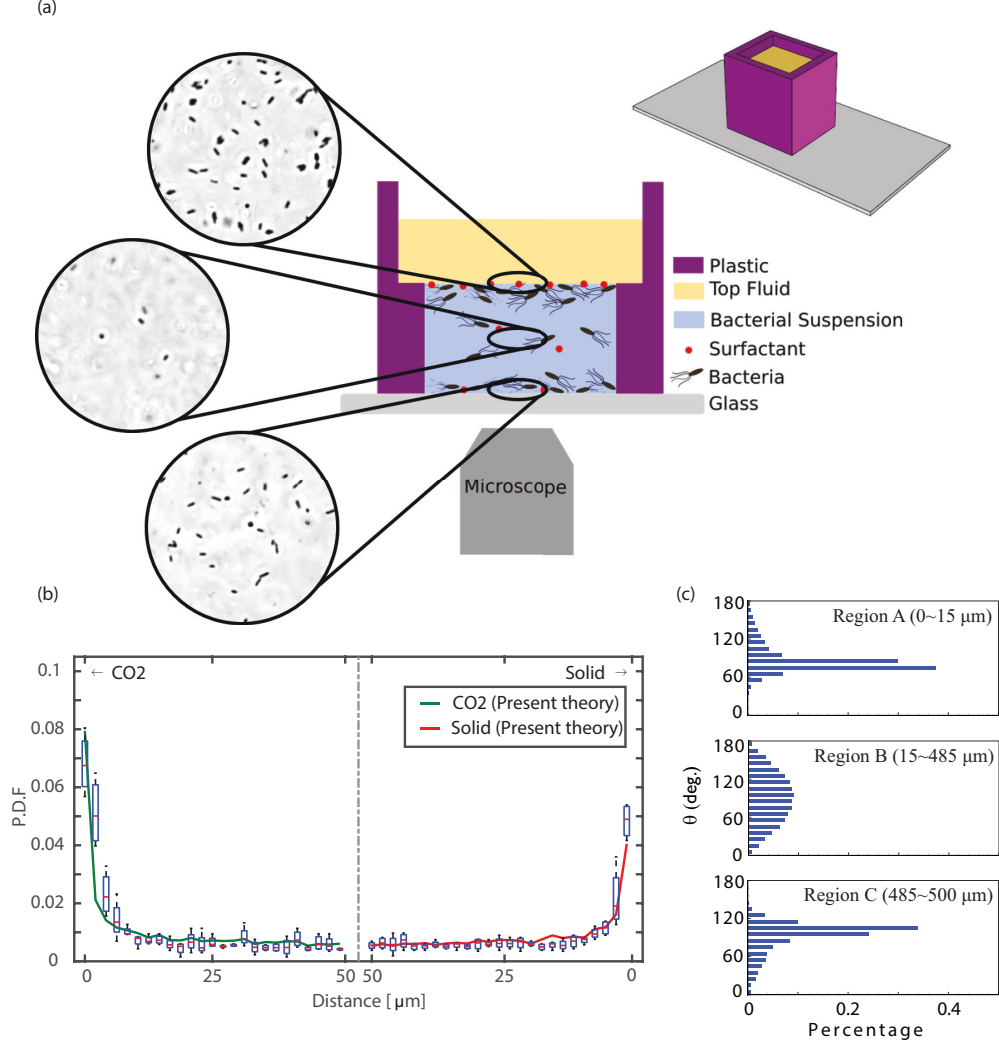 (a)
Plastic
Top Fluid
Bacterial Suspension
Surfactant
Bacteria
Glass
Microscope
(b)
0.1
0.08
0.06
0.04
0.02
0
P.D.F
← CO2
Solid →
CO2 (Present theory)
Solid (Present theory)
0
25
50
50
25
0
Distance [ μm]
(c)
180
120
60
0
Region A (0~15 μm)
180
120
60
0
Region B (15~485 μm)
θ (deg.)
180
120
60
0
Region C (485~500 μm)
0
0.2
0.4
Percentage